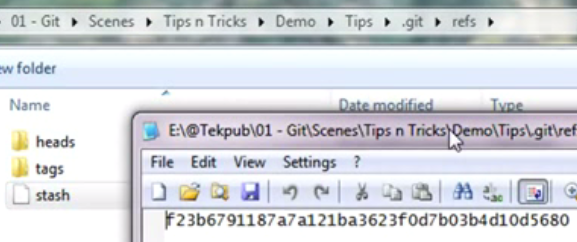 01 - Git ▸ Scenes ▸ Tips n Tricks ▸ Demo ▸ Tips ▸ .git ▸ refs ▸
ew folder
Name Date modified Type
heads
tags
stash
E:\@Tekpub\01 - Git\Scenes\Tips n Tricks\Demo\Tips\.git\ref
File Edit View Settings ?
f23b6791187a7a121ba3623f0d7b03b4d10d5680